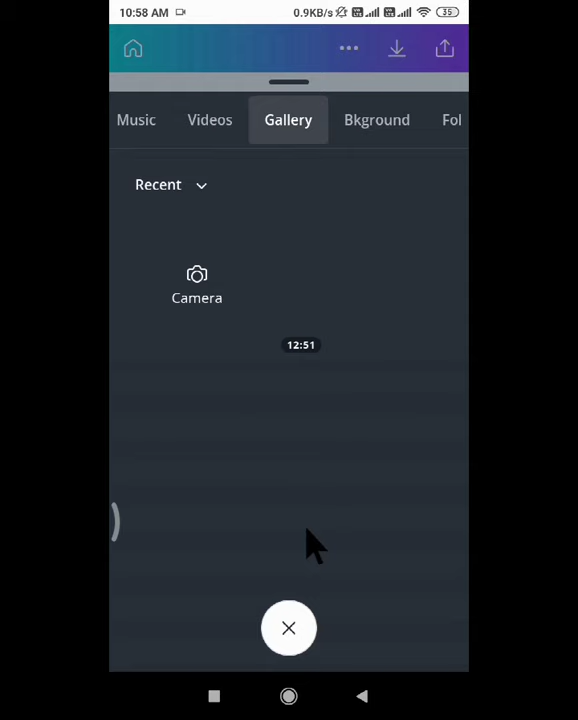 10:58 AM 0.9KB/s 35
Music Videos Gallery Bkground Fol
Recent
Camera
12:51